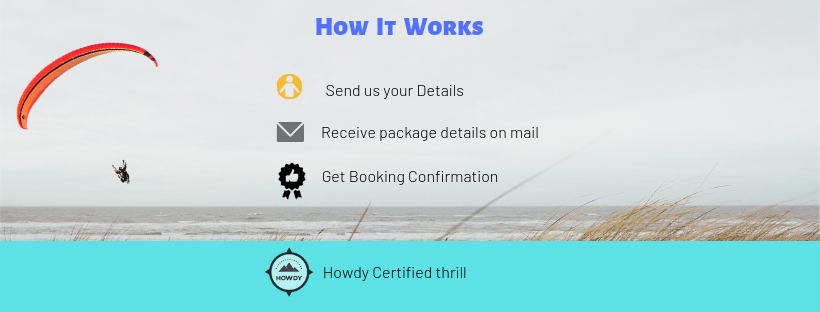 How It Works
Send us your Details
Receive package details on mail
Get Booking Confirmation
HOWDY
Howdy Certified thrill